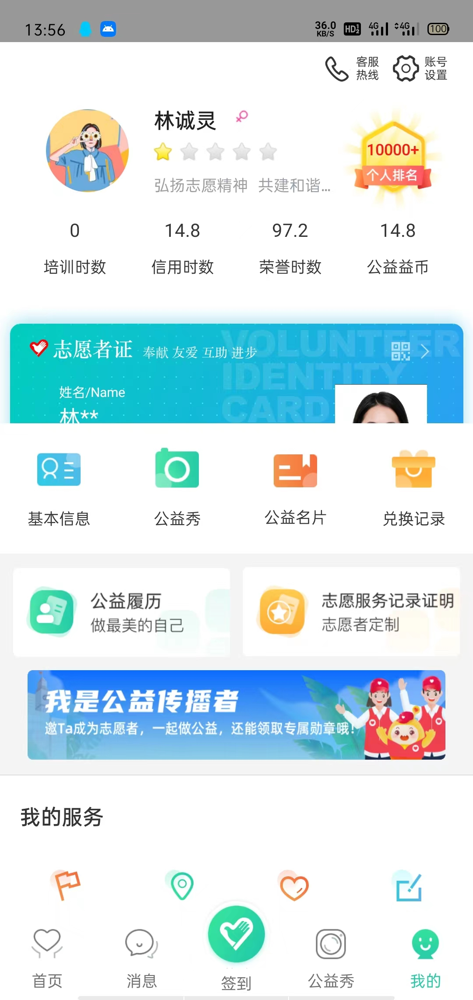 13:56
36.0
KB/S
HD 1 2
4G
4G
100
客服
热线
账号
设置
林诚灵
10000+
个人排名
弘扬志愿精神 共建和谐...
0
14.8
97.2
14.8
培训时数
信用时数
荣誉时数
公益益币
VOLUNTEER
IDENTITY
CARD
志愿者证
奉献 友爱 互助 进步
姓名/Name
林**
基本信息
公益秀
公益名片
兑换记录
公益履历
做最美的自己
志愿服务记录证明
志愿者定制
我是公益传播者
邀Ta成为志愿者，一起做公益，还能领取专属勋章哦！
我的服务
首页
消息
签到
公益秀
我的